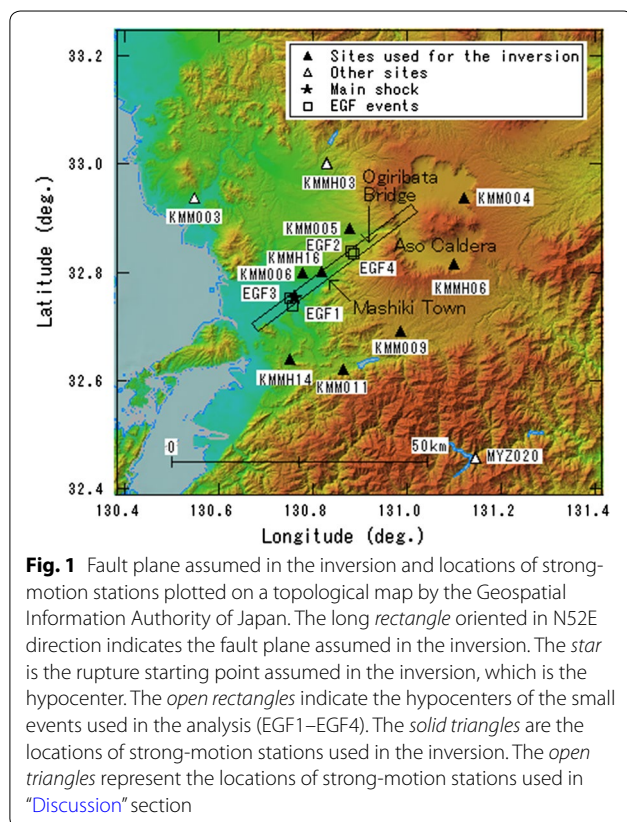 33.2
33.0
32.8
32.6
32.4
Latitude (deg.)
130.4 130.6 130.8 131.0 131.2 131.4
Longitude (deg.)
▲ Sites used for the inversion
△ Other sites
★ Main shock
□ EGF events
KMMH03
Ogiribata
Bridge
KMM003
KMM004
KMM005
EGF2
Aso Caldera
KMMH16
KMM006
EGF4
KMMH06
EGF3
Mashiki Town
EGF1
KMM009
KMMH14
KMM011
0
50km
MYZ020
Fig. 1 Fault plane assumed in the inversion and locations of strong-
motion stations plotted on a topological map by the Geospatial
Information Authority of Japan. The long rectangle oriented in N52E
direction indicates the fault plane assumed in the inversion. The star
is the rupture starting point assumed in the inversion, which is the
hypocenter. The open rectangles indicate the hypocenters of the small
events used in the analysis (EGF1–EGF4). The solid triangles are the
locations of strong-motion stations used in the inversion. The open
triangles represent the locations of strong-motion stations used in
"Discussion" section